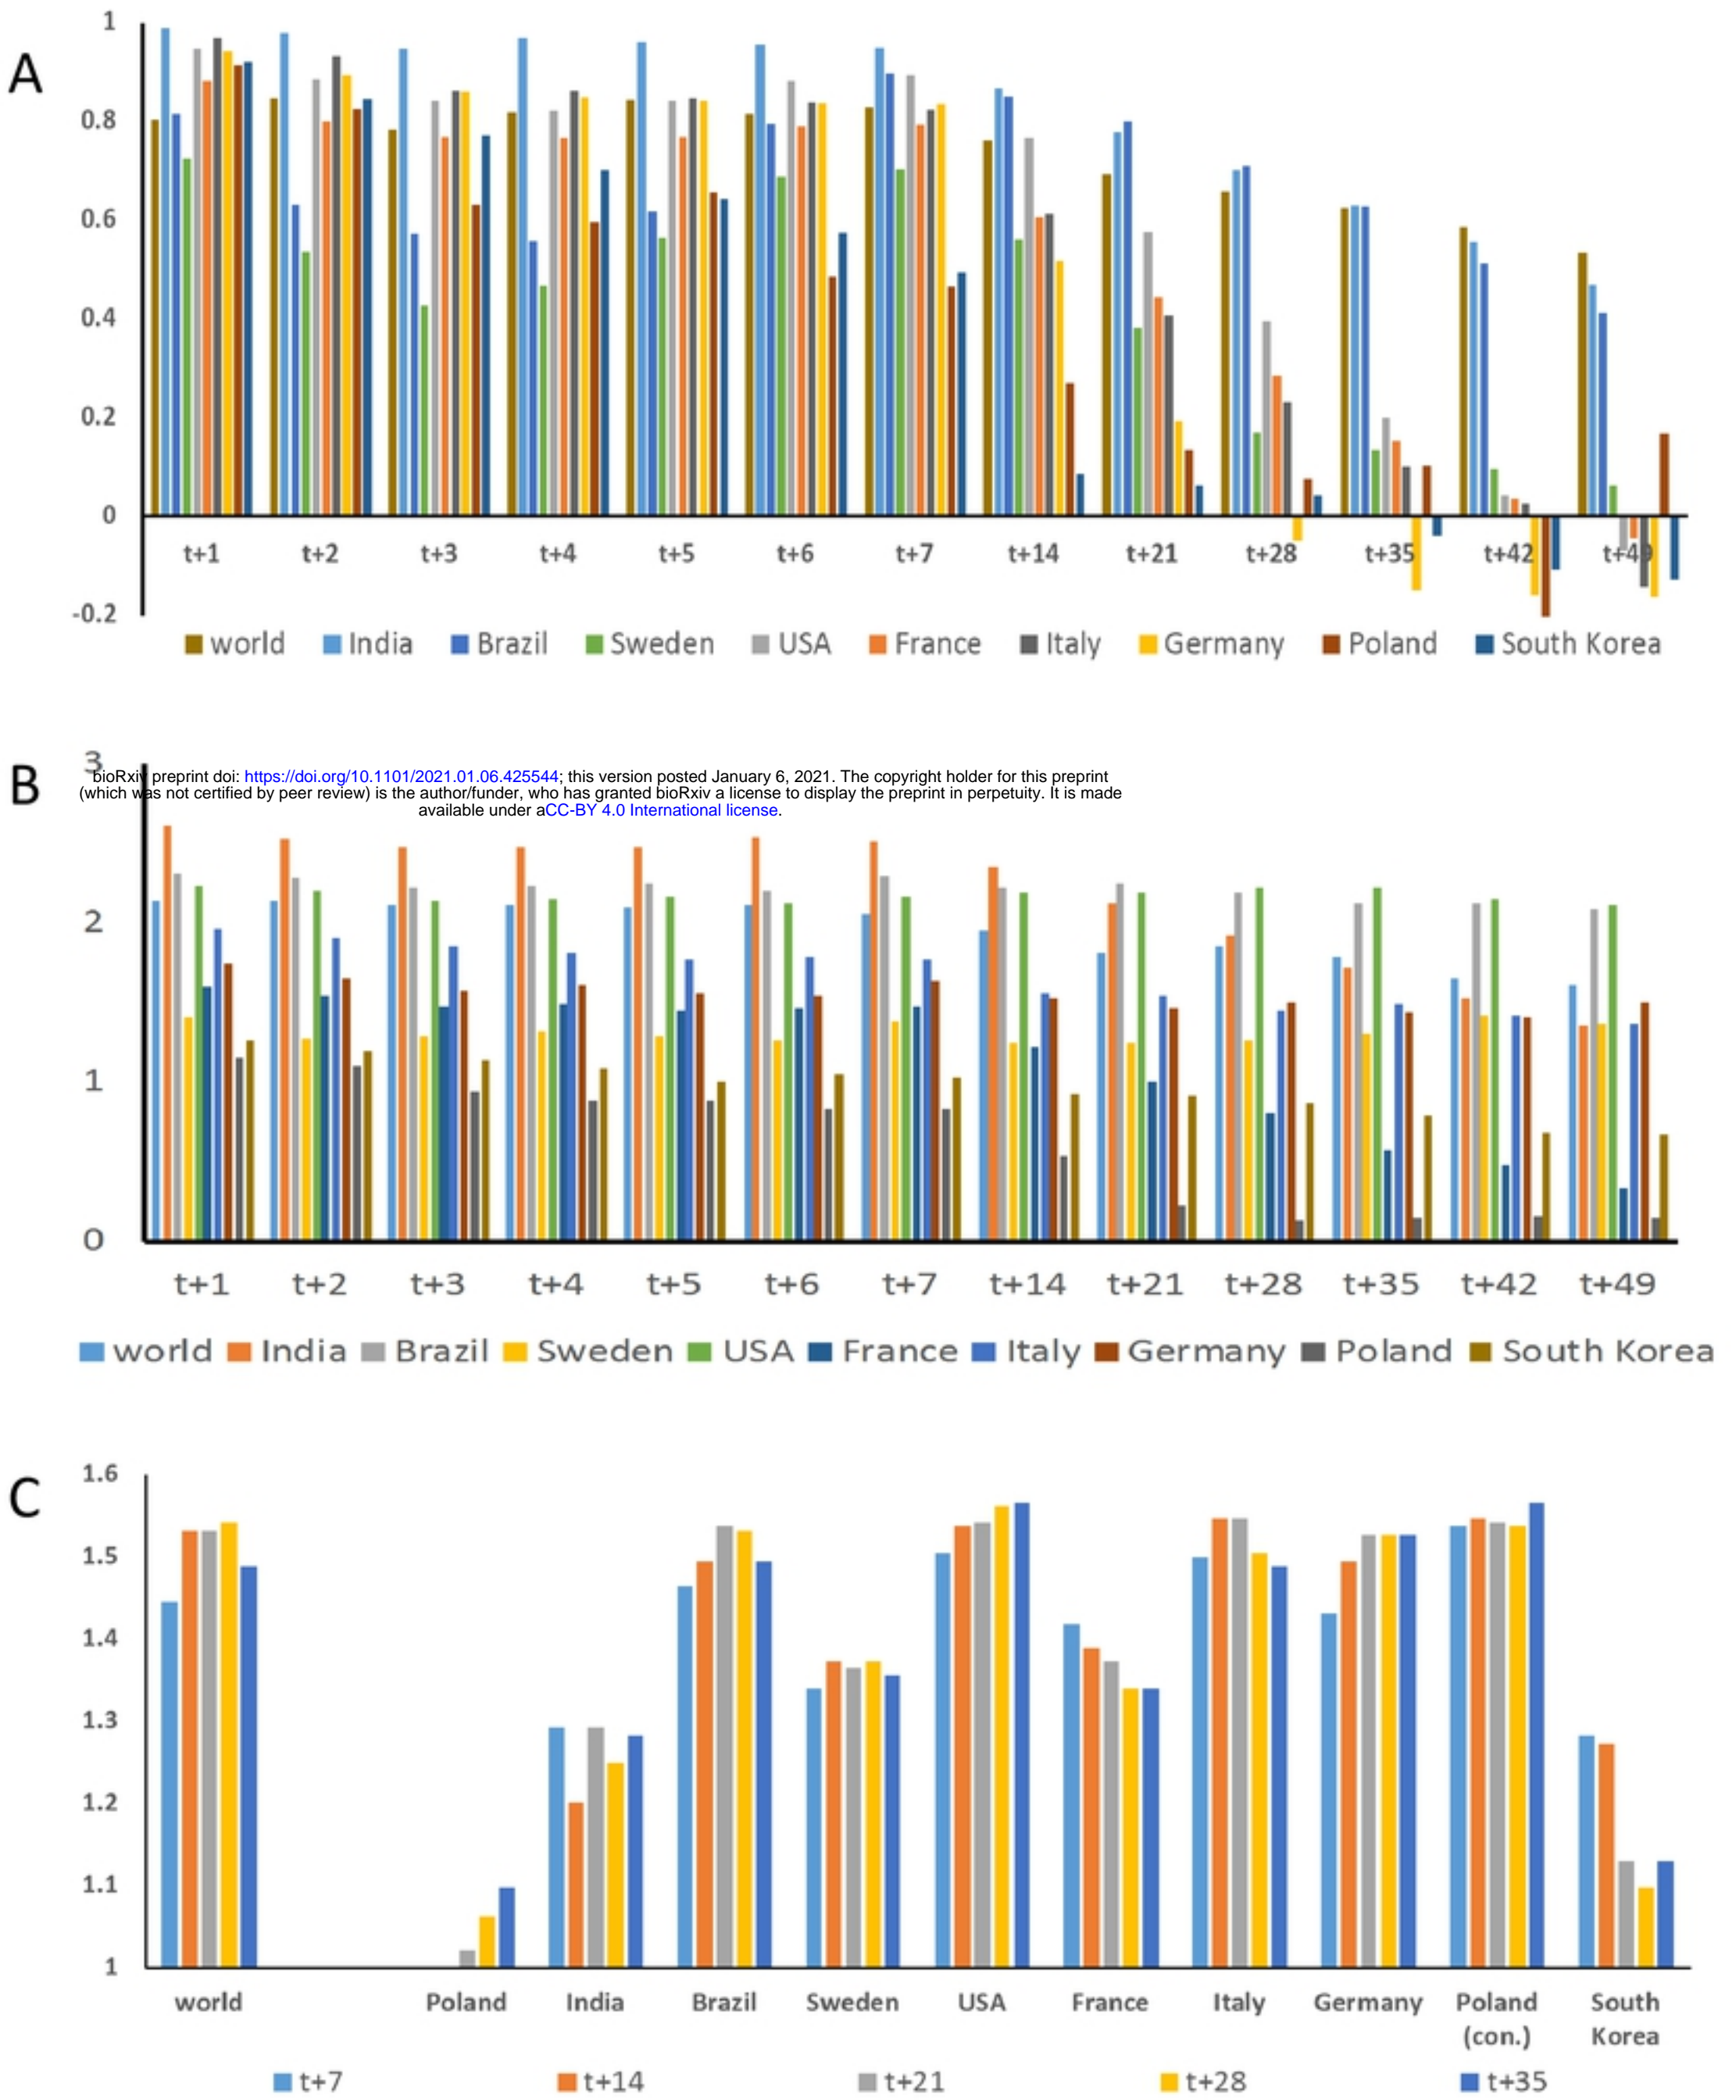 A
1
0.8
0.6
0.4
0.2
0
-0.2
t+1 t+2 t+3 t+4 t+5 t+6 t+7 t+14 t+21 t+28 t+35 t+42 t+49
world India Brazil Sweden USA France Italy Germany Poland South Korea
B
3
bioRxiv preprint doi: https://doi.org/10.1101/2021.01.06.425544; this version posted January 6, 2021. The copyright holder for this preprint
(which was not certified by peer review) is the author/funder, who has granted bioRxiv a license to display the preprint in perpetuity. It is made
available under aCC-BY 4.0 International license.
2
1
0
t+1 t+2 t+3 t+4 t+5 t+6 t+7 t+14 t+21 t+28 t+35 t+42 t+49
world India Brazil Sweden USA France Italy Germany Poland South Korea
C
1.6
1.5
1.4
1.3
1.2
1.1
1
world Poland India Brazil Sweden USA France Italy Germany Poland South
(con.) Korea
t+7 t+14 t+21 t+28 t+35